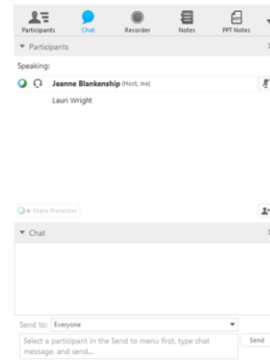 Participants Chat Recorder Notes PPT Notes
Participants
Speaking:
Jeanne Blankenship (Host, me)
Lauri Wright
Make Presenter
Chat
Send to: Everyone
Select a participant in the Send to menu first, type chat
message, and send...
Send